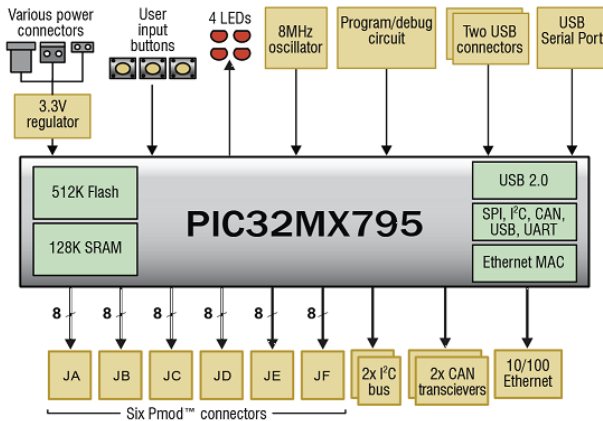 Various power
connectors
User
input
buttons
4 LEDs
8MHz
oscillator
Program/debug
circuit
Two USB
connectors
USB
Serial Port
3.3V
regulator
512K Flash
128K SRAM
PIC32MX795
USB 2.0
SPI, I²C, CAN,
USB, UART
Ethernet MAC
8
8
8
8
8
8
JA
JB
JC
JD
JE
JF
2x I²C
bus
2x CAN
transcievers
10/100
Ethernet
Six Pmod™ connectors